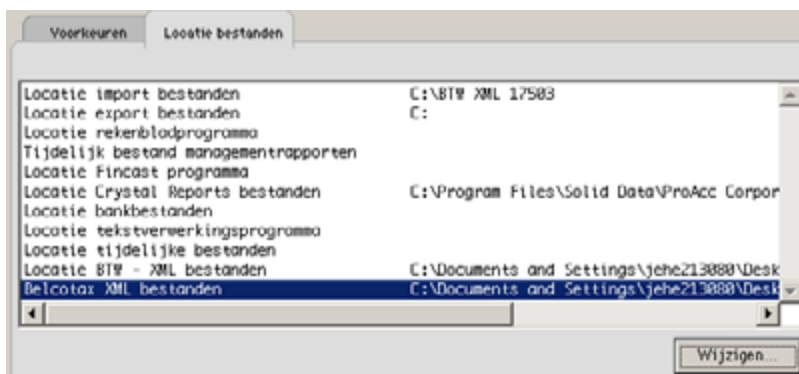 Voorkeuren Locatie bestanden
Locatie import bestanden C:\BTW XML 17503
Locatie export bestanden C:
Locatie rekenbladprogramma
Tijdelijk bestand managementrapporten
Locatie Fincast programma
Locatie Crystal Reports bestanden C:\Program Files\Solid Data\ProAcc Corpor
Locatie bankbestanden
Locatie tekstverwerkingsprogramma
Locatie tijdelijke bestanden
Locatie BTW - XML bestanden C:\Documents and Settings\jehe213080\Desk
Belcotax XML bestanden C:\Documents and Settings\jehe213080\Desk
Wijzigen...